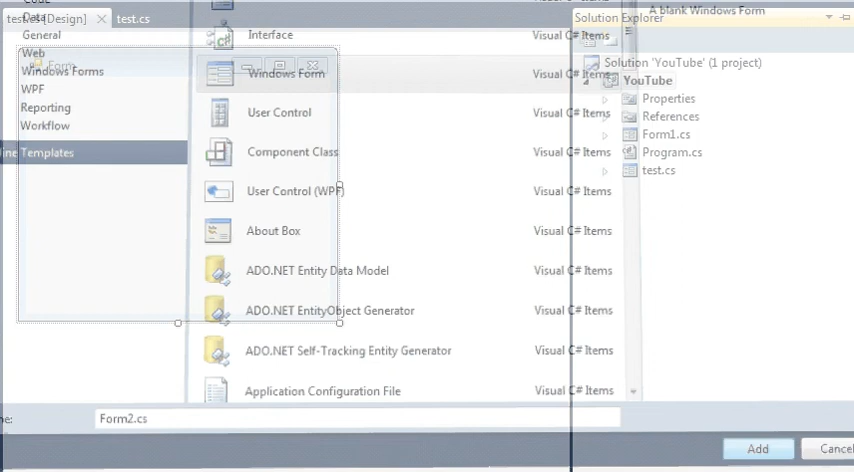 Code
Data
General
Web
Windows Forms
WPF
Reporting
Workflow
Templates
[Design]
test.cs
Form
Interface
Windows Form
User Control
Component Class
User Control (WPF)
About Box
ADO.NET Entity Data Model
ADO.NET EntityObject Generator
ADO.NET Self-Tracking Entity Generator
Application Configuration File
Visual C# Items
Visual C# Items
Visual C# Items
Visual C# Items
Visual C# Items
Visual C# Items
Visual C# Items
Visual C# Items
Visual C# Items
Visual C# Items
A blank Windows Form
Solution Explorer
Solution 'YouTube' (1 project)
YouTube
Properties
References
Form1.cs
Program.cs
test.cs
Form2.cs
Add
Cancel